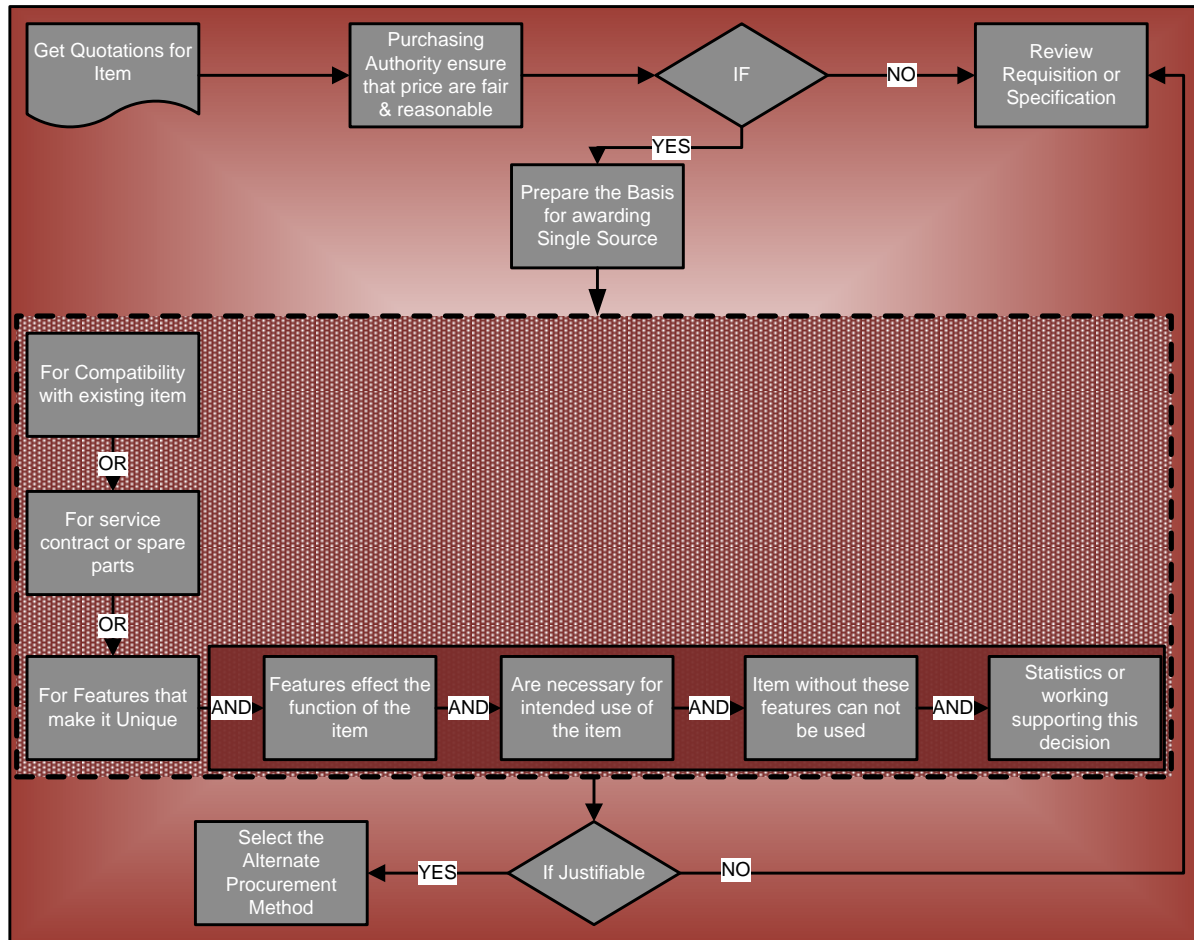 Get Quotations for
Item
Purchasing
Authority ensure
that price are fair
& reasonable
IF
NO
Review
Requisition or
Specification
YES
Prepare the Basis
for awarding
Single Source
For Compatibility
with existing item
OR
For service
contract or spare
parts
OR
For Features that
make it Unique
AND
Features effect the
function of the
item
AND
Are necessary for
intended use of
the item
AND
Item without these
features can not
be used
AND
Statistics or
working
supporting this
decision
Select the
Alternate
Procurement
Method
YES
If Justifiable
NO